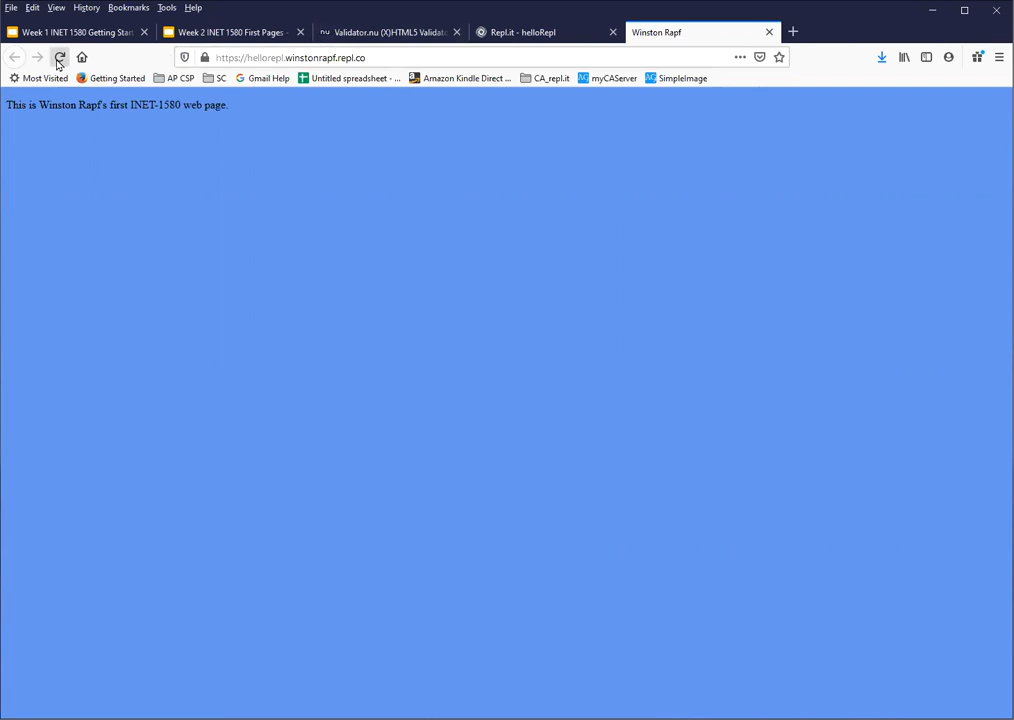 File Edit View History Bookmarks Tools Help
Week 1 INET 1580 Getting Star
Week 2 INET 1580 First Pages -
nu Validator.nu (X)HTML5 Validato
Repl.it - helloRepl
Winston Rapf
https://hellorepl.winstonrapf.repl.co
Most Visited Getting Started AP CSP SC Gmail Help Untitled spreadsheet - ... Amazon Kindle Direct ... CA_repl.it myCAServer SimpleImage
This is Winston Rapf's first INET-1580 web page.